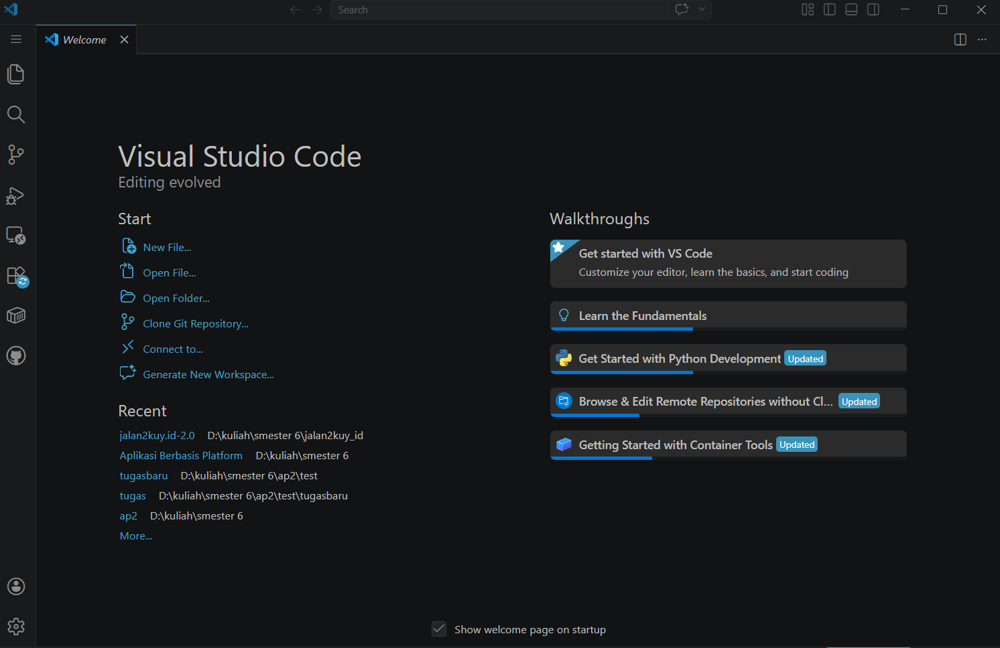 Search
Welcome
Visual Studio Code
Editing evolved
Start
New File...
Open File...
Open Folder...
Clone Git Repository...
Connect to...
Generate New Workspace...
Recent
jalan2kuy.id-2.0 D:\kuliah\smester 6\jalan2kuy_id
Aplikasi Berbasis Platform D:\kuliah\smester 6
tugasbaru D:\kuliah\smester 6\ap2\test
tugas D:\kuliah\smester 6\ap2\test\tugasbaru
ap2 D:\kuliah\smester 6
More...
Walkthroughs
Get started with VS Code
Customize your editor, learn the basics, and start coding
Learn the Fundamentals
Get Started with Python Development Updated
Browse & Edit Remote Repositories without Cl... Updated
Getting Started with Container Tools Updated
Show welcome page on startup